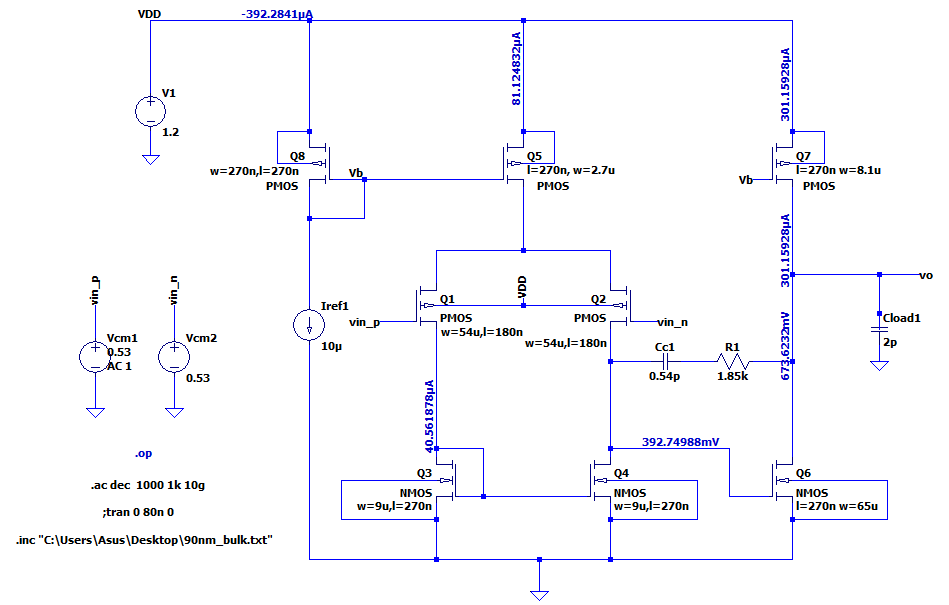 VDD
-392.2841µA
V1
1.2
81.124832µA
301.15928µA
Q8
w=270n,l=270n
PMOS
Vb
Q5
l=270n, w=2.7u
PMOS
Q7
l=270n w=8.1u
PMOS
Vb
301.15928µA
vo
vin_p
vin_n
VDD
Iref1
10µ
Q1
PMOS
w=54u,l=180n
vin_p
Q2
PMOS
w=54u,l=180n
vin_n
Cload1
2p
Vcm1
0.53
AC 1
Vcm2
0.53
Cc1
0.54p
R1
1.85k
673.6232mV
40.561878µA
392.74988mV
.op
Q3
NMOS
w=9u,l=270n
Q4
NMOS
w=9u,l=270n
Q6
NMOS
l=270n w=65u
.ac dec 1000 1k 10g
;tran 0 80n 0
.inc "C:\Users\Asus\Desktop\90nm_bulk.txt"